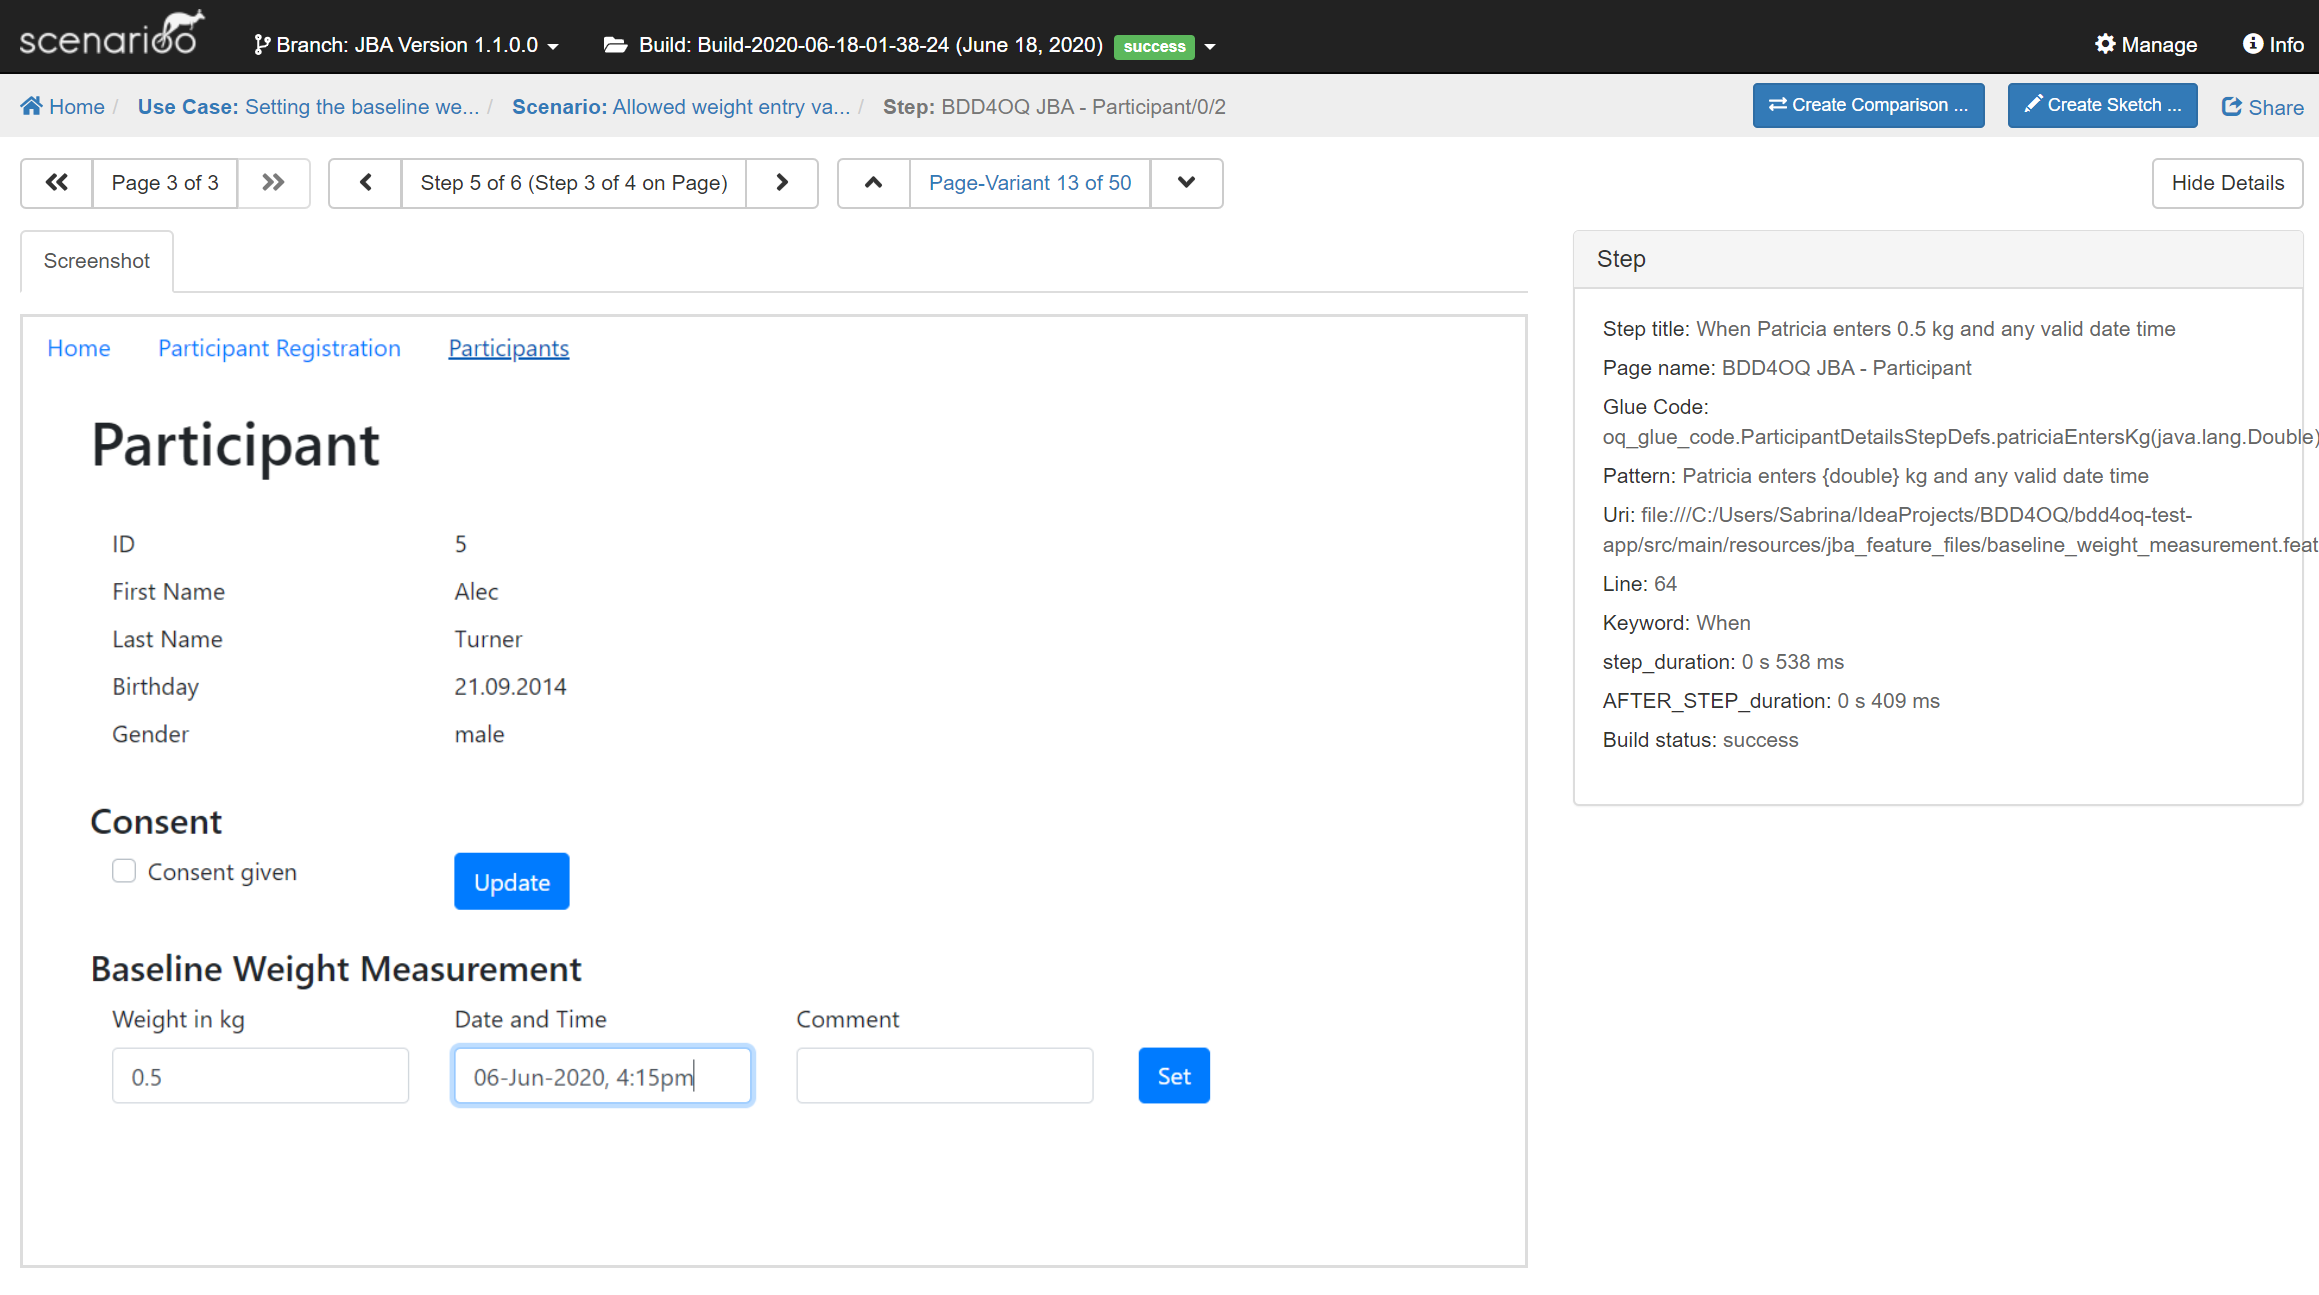 scenarioo
Branch: JBA Version 1.1.0.0
Build: Build-2020-06-18-01-38-24 (June 18, 2020) success
Manage
Info
Home / Use Case: Setting the baseline we... / Scenario: Allowed weight entry va... / Step: BDD4OQ JBA - Participant/0/2
Create Comparison ...
Create Sketch ...
Share
Page 3 of 3
Step 5 of 6 (Step 3 of 4 on Page)
Page-Variant 13 of 50
Hide Details
Screenshot
Home Participant Registration Participants
Participant
ID 5
First Name Alec
Last Name Turner
Birthday 21.09.2014
Gender male
Consent
Consent given Update
Baseline Weight Measurement
Weight in kg Date and Time Comment
0.5 06-Jun-2020, 4:15pm Set
Step
Step title: When Patricia enters 0.5 kg and any valid date time
Page name: BDD4OQ JBA - Participant
Glue Code:
oq_glue_code.ParticipantDetailsStepDefs.patriciaEntersKg(java.lang.Double)
Pattern: Patricia enters {double} kg and any valid date time
Uri: file:///C:/Users/Sabrina/IdeaProjects/BDD4OQ/bdd4oq-test-
app/src/main/resources/jba_feature_files/baseline_weight_measurement.feat
Line: 64
Keyword: When
step_duration: 0 s 538 ms
AFTER_STEP_duration: 0 s 409 ms
Build status: success